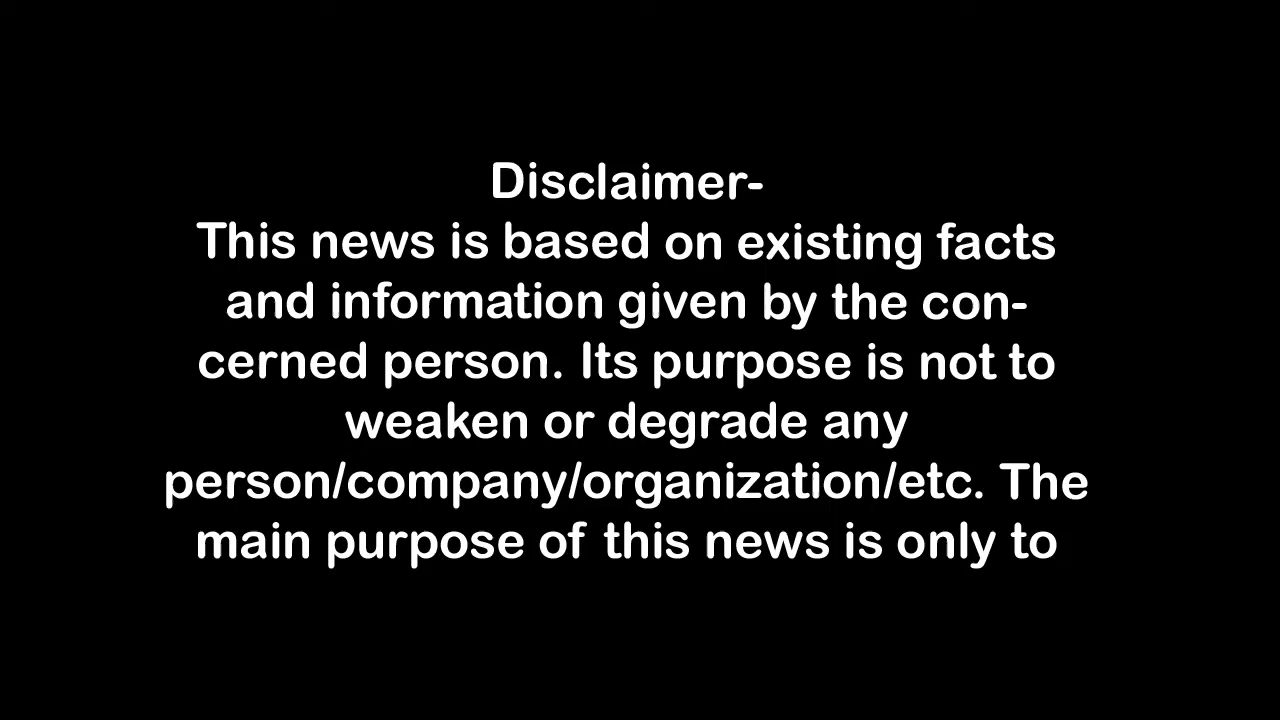 Disclaimer-
This news is based on existing facts
and information given by the con-
cerned person. Its purpose is not to
weaken or degrade any
person/company/organization/etc. The
main purpose of this news is only to